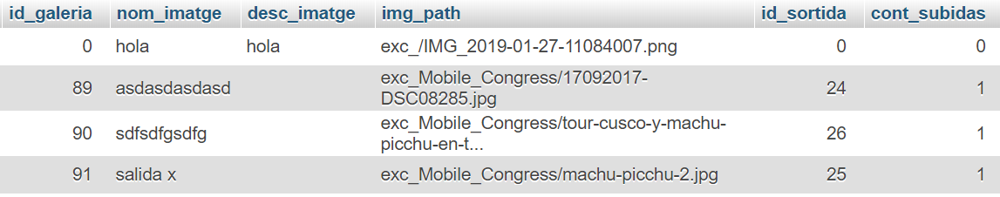 id_galeria nom_imatge desc_imatge img_path id_sortida cont_subidas
0 hola hola exc_/IMG_2019-01-27-11084007.png 0 0
89 asdasdasdasd exc_Mobile_Congress/17092017-
DSC08285.jpg 24 1
90 sdfsdfgsdfg exc_Mobile_Congress/tour-cusco-y-machu-
picchu-en-t... 26 1
91 salida x exc_Mobile_Congress/machu-picchu-2.jpg 25 1